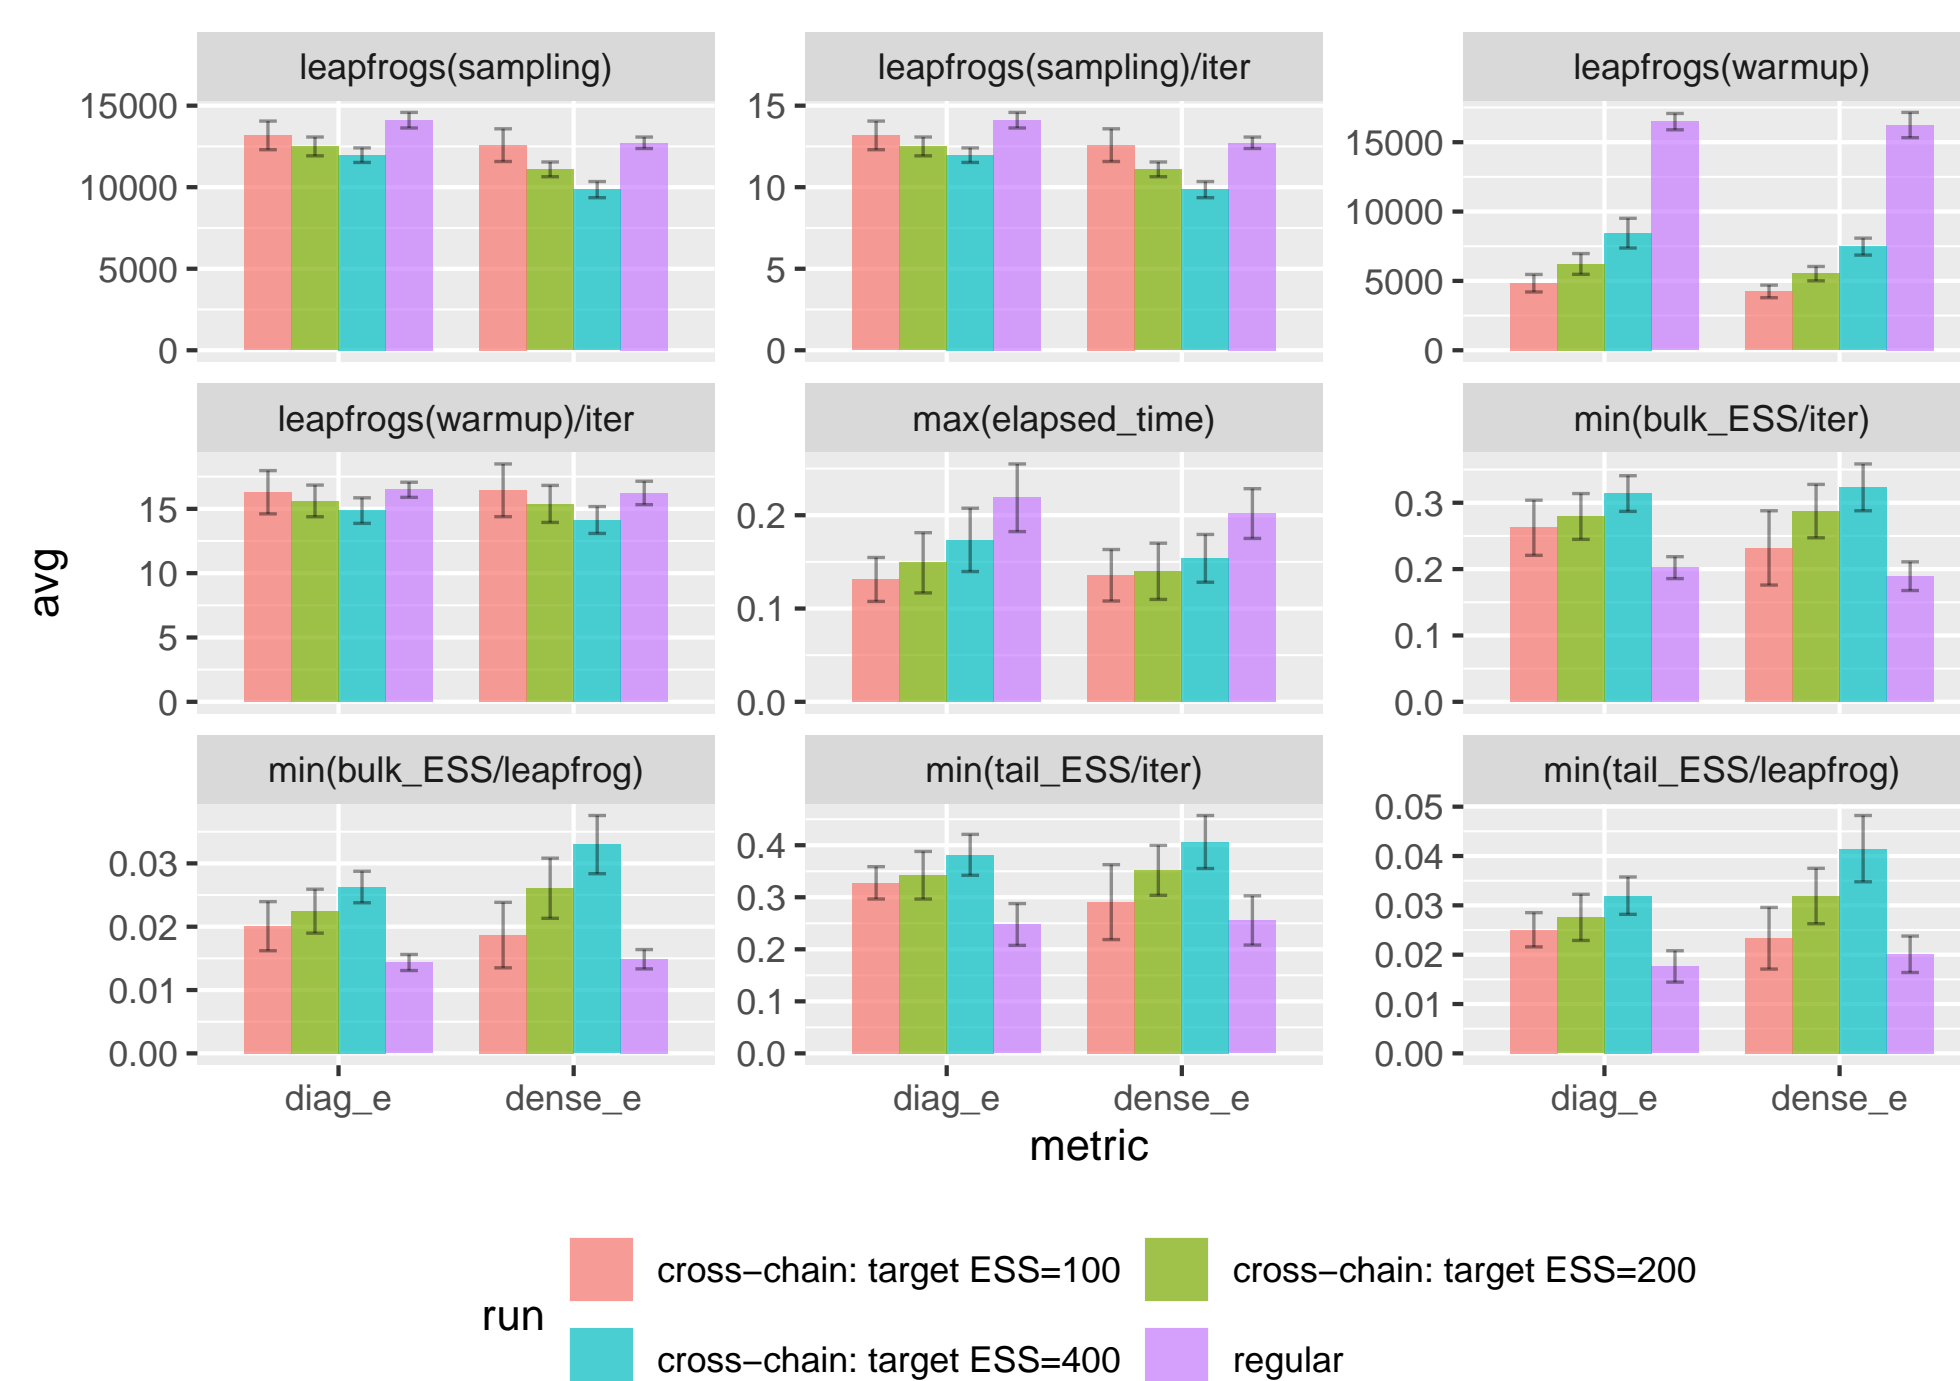 leapfrogs(sampling)
leapfrogs(sampling)/iter
leapfrogs(warmup)
15000
10000
5000
0
15
10
5
0
15000
10000
5000
0
leapfrogs(warmup)/iter
max(elapsed_time)
min(bulk_ESS/iter)
15
10
5
0
0.2
0.1
0.0
0.3
0.2
0.1
0.0
avg
min(bulk_ESS/leapfrog)
min(tail_ESS/iter)
min(tail_ESS/leapfrog)
0.03
0.02
0.01
0.00
0.4
0.3
0.2
0.1
0.0
0.05
0.04
0.03
0.02
0.01
0.00
diag_e dense_e
diag_e dense_e
diag_e dense_e
metric
run
cross−chain: target ESS=100
cross−chain: target ESS=200
cross−chain: target ESS=400
regular